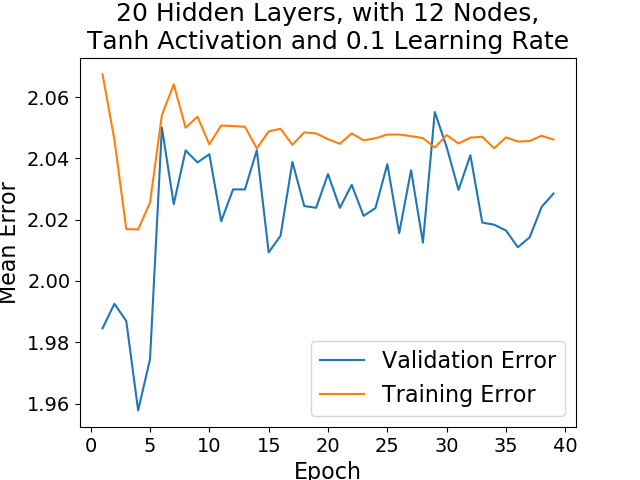 20 Hidden Layers, with 12 Nodes,
Tanh Activation and 0.1 Learning Rate
Mean Error
2.06
2.04
2.02
2.00
1.98
1.96
Validation Error
Training Error
0 5 10 15 20 25 30 35 40
Epoch